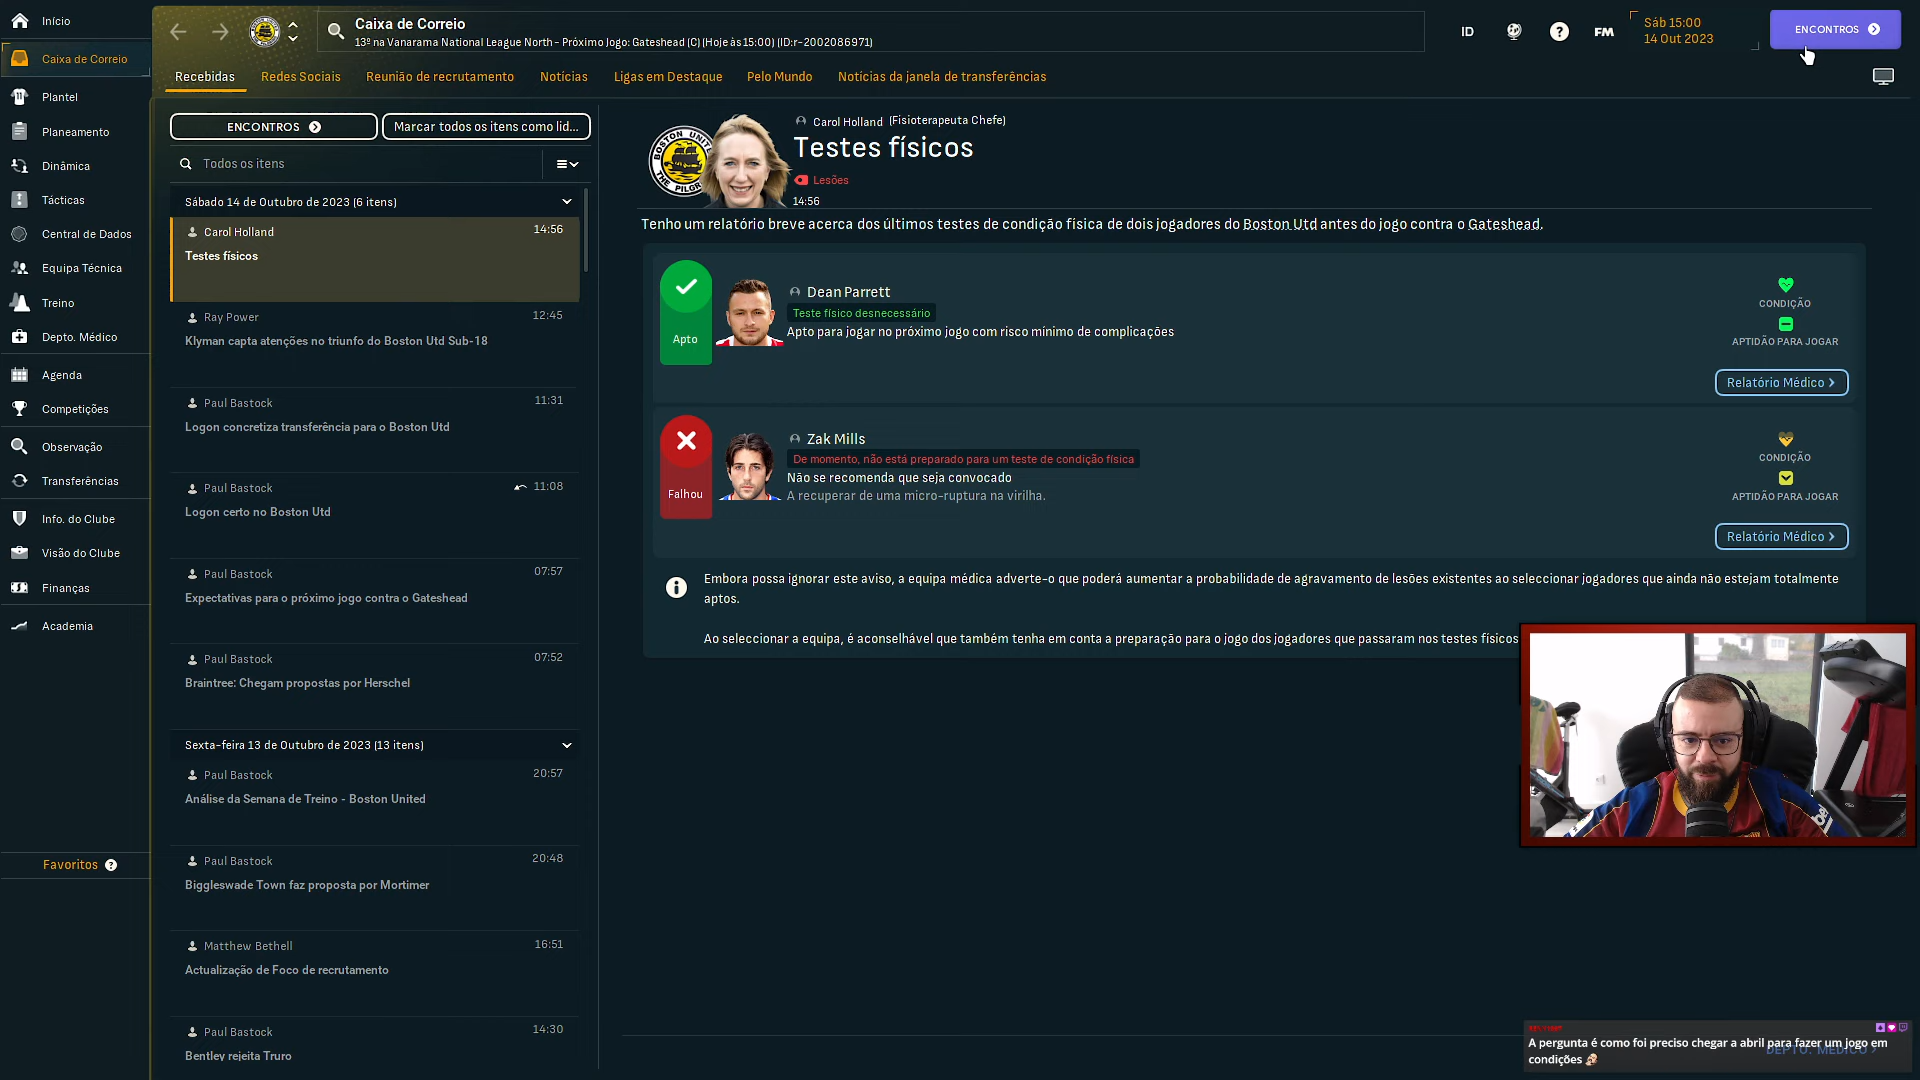 Início
Caixa de Correio
Plantel
Planeamento
Dinâmica
Tácticas
Central de Dados
Equipa Técnica
Treino
Depto. Médico
Agenda
Competições
Observação
Transferências
Info. do Clube
Visão do Clube
Finanças
Academia
Favoritos ?
Caixa de Correio
13º na Vanarama National League North - Próximo Jogo: Gateshead (C) (Hoje às 15:00) (ID:r-2002086971)
ID
?
FM
Sáb 15:00
14 Out 2023
ENCONTROS
Recebidas
Redes Sociais
Reunião de recrutamento
Notícias
Ligas em Destaque
Pelo Mundo
Notícias da janela de transferências
ENCONTROS
Marcar todos os itens como lid...
Todos os itens
Sábado 14 de Outubro de 2023 (6 itens)
Carol Holland 14:56
Testes físicos
Ray Power 12:45
Klyman capta atenções no triunfo do Boston Utd Sub-18
Paul Bastock 11:31
Logon concretiza transferência para o Boston Utd
Paul Bastock 11:08
Logon certo no Boston Utd
Paul Bastock 07:57
Expectativas para o próximo jogo contra o Gateshead
Paul Bastock 07:52
Braintree: Chegam propostas por Herschel
Sexta-feira 13 de Outubro de 2023 (13 itens)
Paul Bastock 20:57
Análise da Semana de Treino - Boston United
Paul Bastock 20:48
Biggleswade Town faz proposta por Mortimer
Matthew Bethell 16:51
Actualização de Foco de recrutamento
Paul Bastock 14:30
Bentley rejeita Truro
Carol Holland (Fisioterapeuta Chefe)
Testes físicos
Lesões
14:56
Tenho um relatório breve acerca dos últimos testes de condição física de dois jogadores do Boston Utd antes do jogo contra o Gateshead.
Apto
Dean Parrett
Teste físico desnecessário
Apto para jogar no próximo jogo com risco mínimo de complicações
CONDIÇÃO
APTIDÃO PARA JOGAR
Relatório Médico
Falhou
Zak Mills
De momento, não está preparado para um teste de condição física
Não se recomenda que seja convocado
A recuperar de uma micro-ruptura na virilha.
CONDIÇÃO
APTIDÃO PARA JOGAR
Relatório Médico
Embora possa ignorar este aviso, a equipa médica adverte-o que poderá aumentar a probabilidade de agravamento de lesões existentes ao seleccionar jogadores que ainda não estejam totalmente
aptos.
Ao seleccionar a equipa, é aconselhável que também tenha em conta a preparação para o jogo dos jogadores que passaram nos testes físicos
A pergunta é como foi preciso chegar a abril para fazer um jogo em
condições
DEPTO. MÉDICO